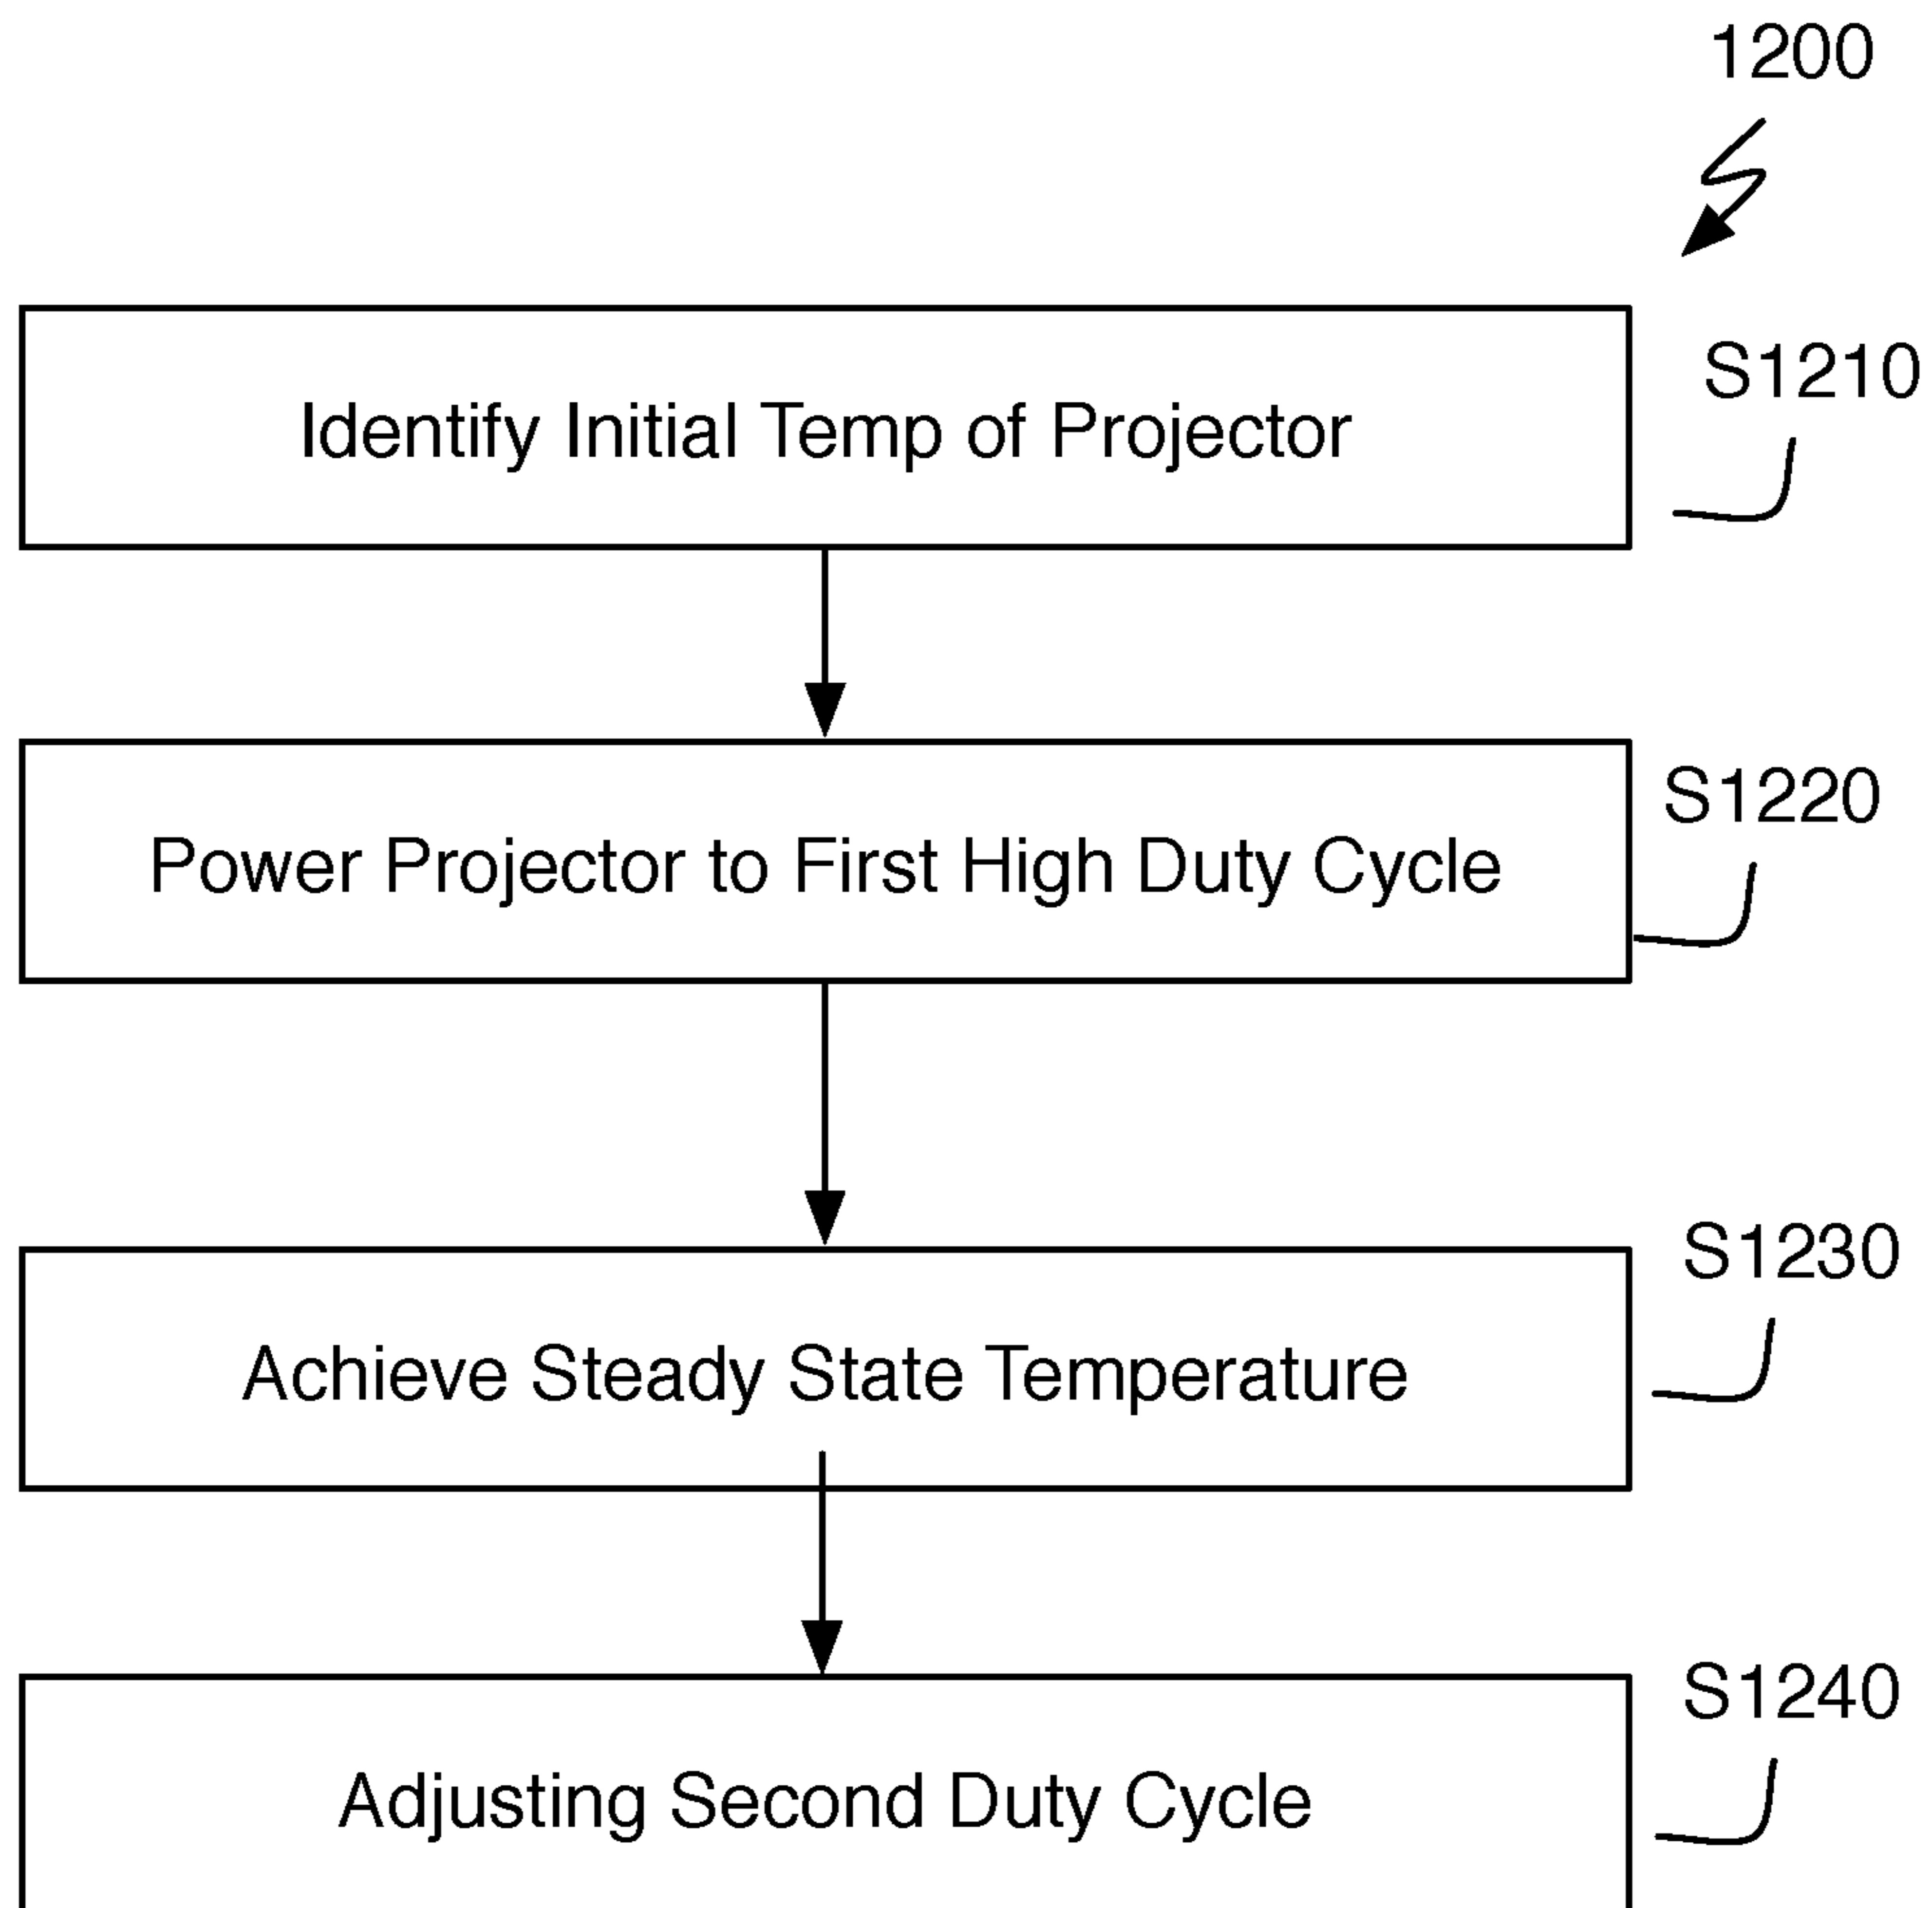 1200
Identify Initial Temp of Projector
S1210
Power Projector to First High Duty Cycle
S1220
Achieve Steady State Temperature
S1230
Adjusting Second Duty Cycle
S1240